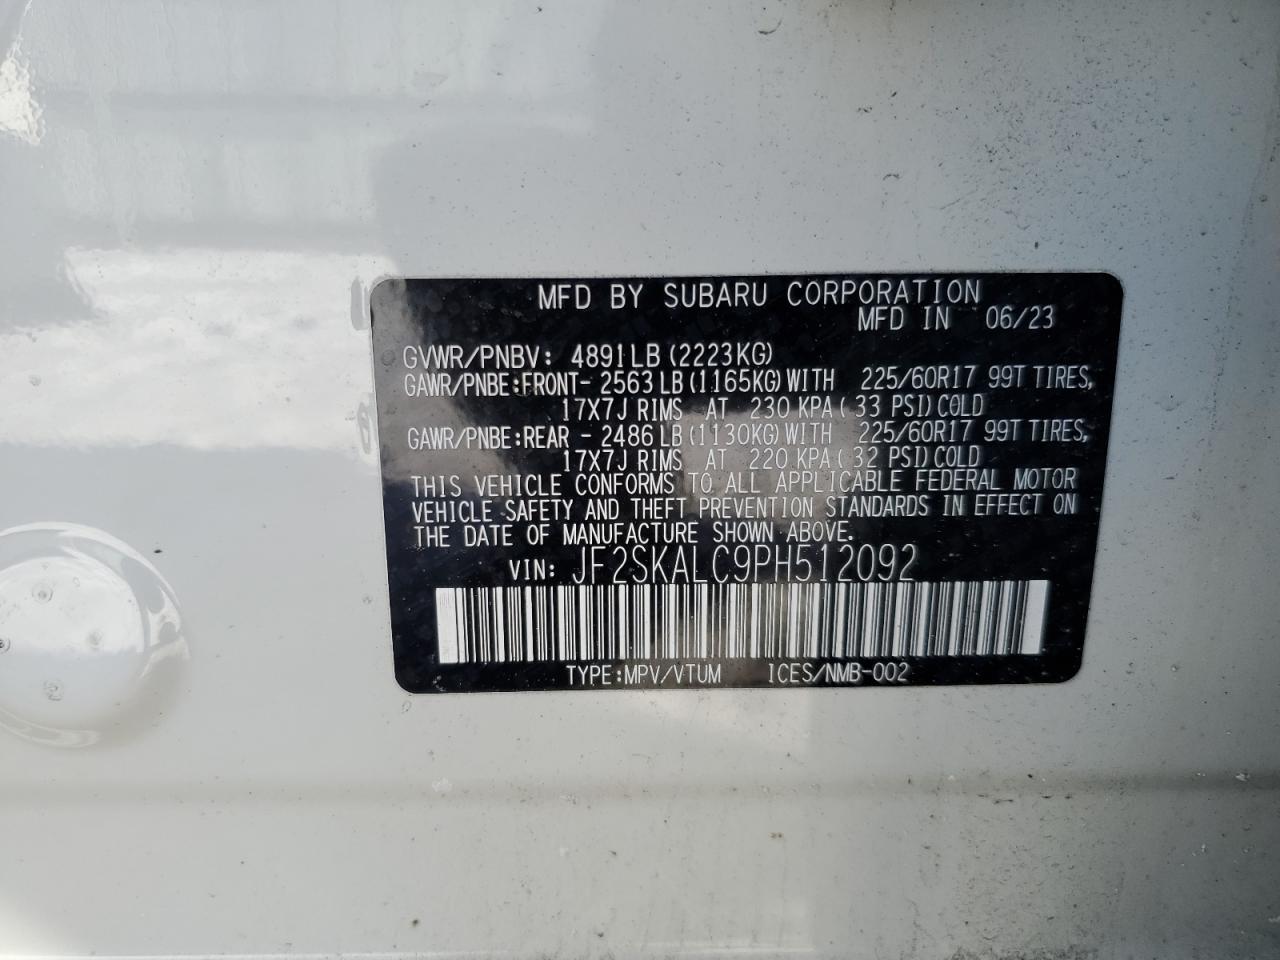 MFD BY SUBARU CORPORATION
MFD IN 06/23
GVWR/PNBV: 4891LB(2223KG)
GAWR/PNBE:FRONT- 2563LB(1165KG)WITH 225/60R17 99T TIRES,
17X7J RIMS AT 230 KPA( 33 PSI)COLD
GAWR/PNBE:REAR - 2486LB(1130KG)WITH 225/60R17 99T TIRES,
17X7J RIMS AT 220 KPA( 32 PSI)COLD
THIS VEHICLE CONFORMS TO ALL APPLICABLE FEDERAL MOTOR
VEHICLE SAFETY AND THEFT PREVENTION STANDARDS IN EFFECT ON
THE DATE OF MANUFACTURE SHOWN ABOVE.
VIN: JF2SKALC9PH512092
TYPE:MPV/VTUM ICES/NMB-002